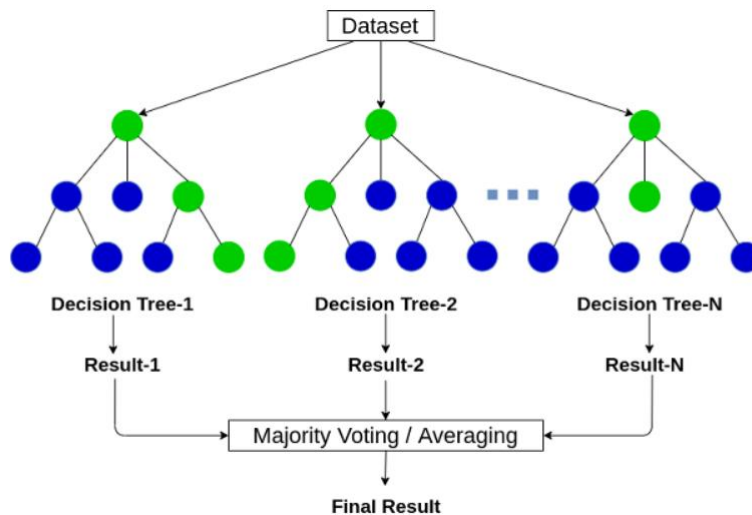 Dataset
Decision Tree-1
Decision Tree-2
Decision Tree-N
Result-1
Result-2
Result-N
Majority Voting / Averaging
Final Result